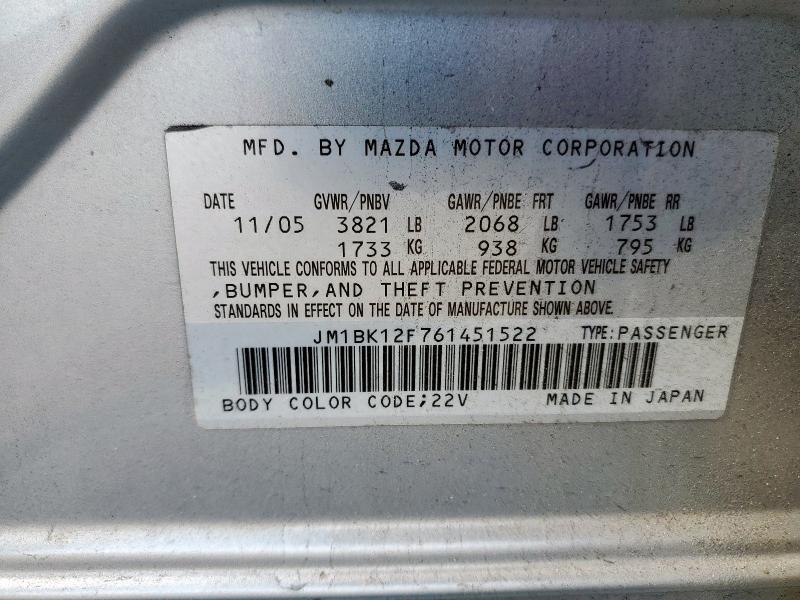 MFD. BY MAZDA MOTOR CORPORATION
DATE GVWR/PNBV GAWR/PNBE FRT GAWR/PNBE RR
11/05 3821 LB 2068 LB 1753 LB
1733 KG 938 KG 795 KG
THIS VEHICLE CONFORMS TO ALL APPLICABLE FEDERAL MOTOR VEHICLE SAFETY
,BUMPER,AND THEFT PREVENTION
STANDARDS IN EFFECT ON THE DATE OF MANUFACTURE SHOWN ABOVE.
JM1BK12F761451522 TYPE:PASSENGER
BODY COLOR CODE;22V MADE IN JAPAN